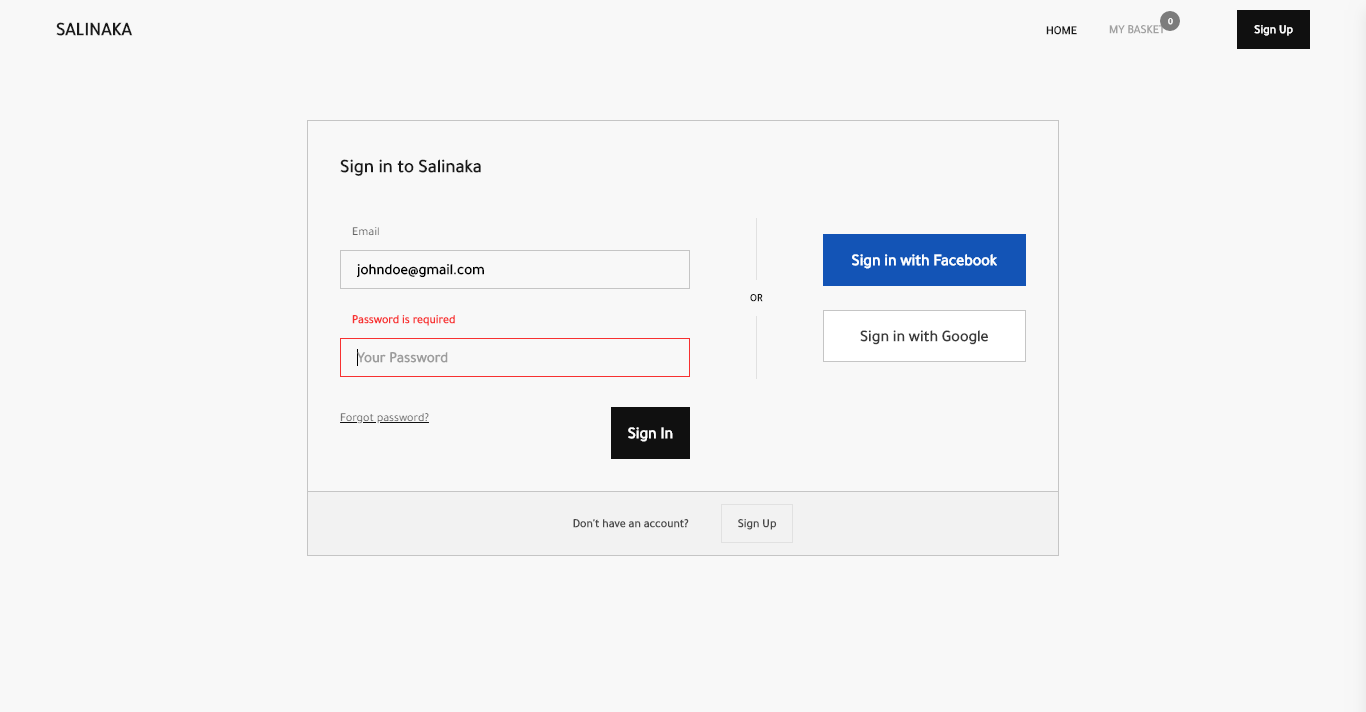 SALINAKA
HOME
MY BASKET
0
Sign Up
Sign in to Salinaka
Email
johndoe@gmail.com
Password is required
Your Password
Forgot password?
Sign In
OR
Sign in with Facebook
Sign in with Google
Don't have an account?
Sign Up